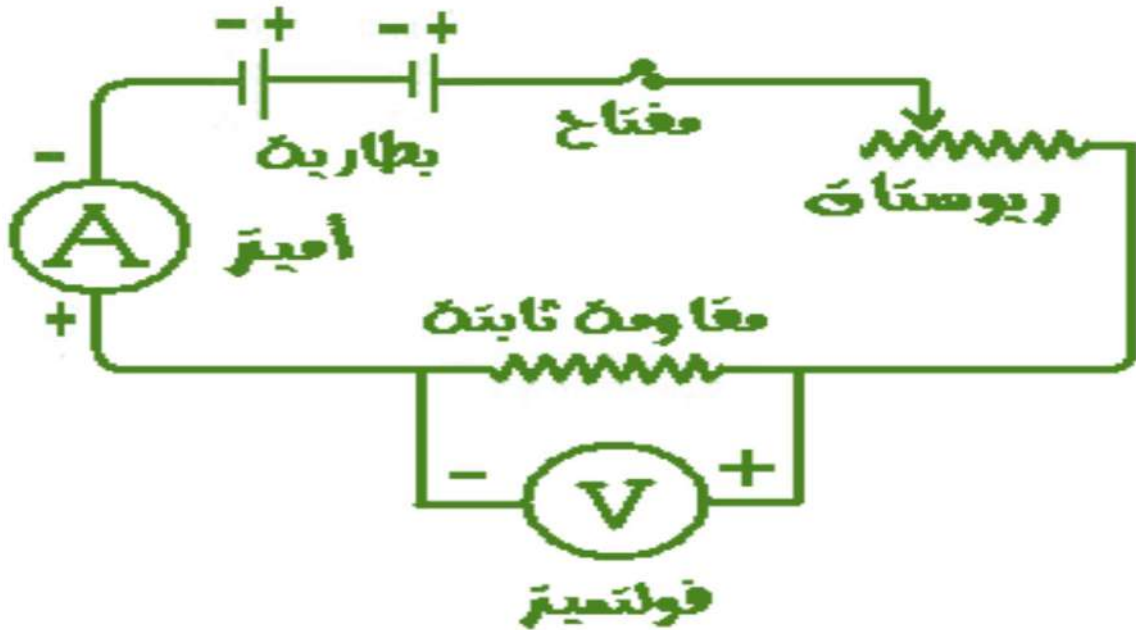 - + - +
بطارية
مفتاح
ريوستات
-
A
أميتر
+
مقاومة ثابتة
- V +
فولتميتر